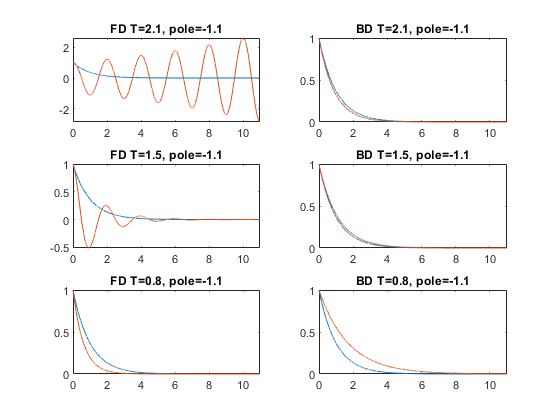 FD T=2.1, pole=-1.1
2
0
-2
0 2 4 6 8 10
BD T=2.1, pole=-1.1
1
0.5
0
0 2 4 6 8 10
FD T=1.5, pole=-1.1
1
0.5
0
-0.5
0 2 4 6 8 10
BD T=1.5, pole=-1.1
1
0.5
0
0 2 4 6 8 10
FD T=0.8, pole=-1.1
1
0.5
0
0 2 4 6 8 10
BD T=0.8, pole=-1.1
1
0.5
0
0 2 4 6 8 10